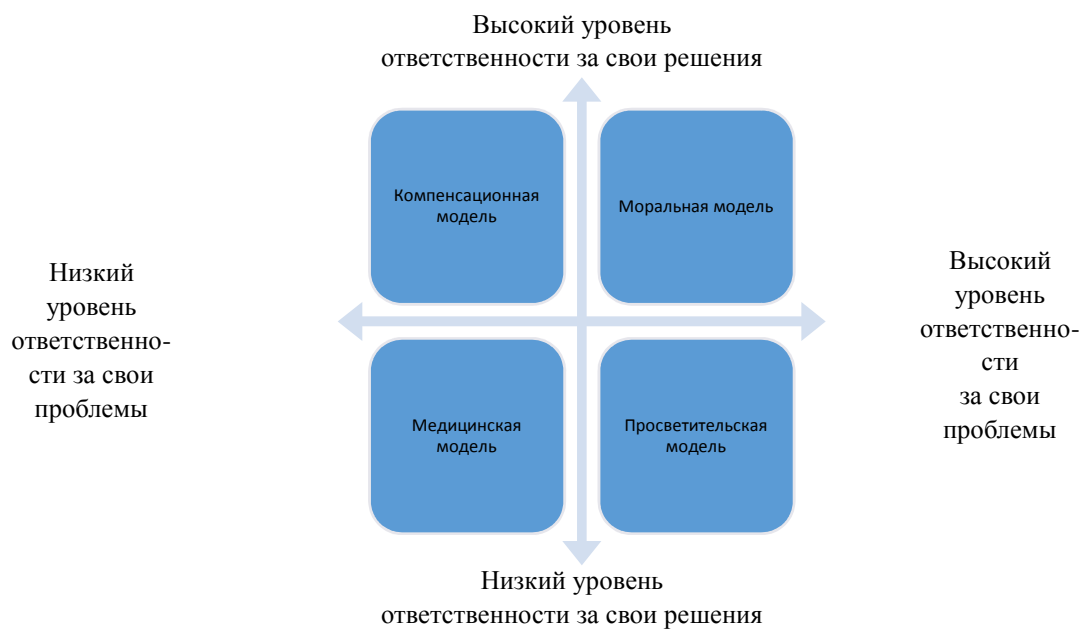 Высокий уровень
ответственности за свои решения
Компенсационная
модель
Моральная модель
Низкий
уровень
ответственно-
сти за свои
проблемы
Высокий
уровень
ответственно-
сти
за свои
проблемы
Медицинская
модель
Просветительская
модель
Низкий уровень
ответственности за свои решения